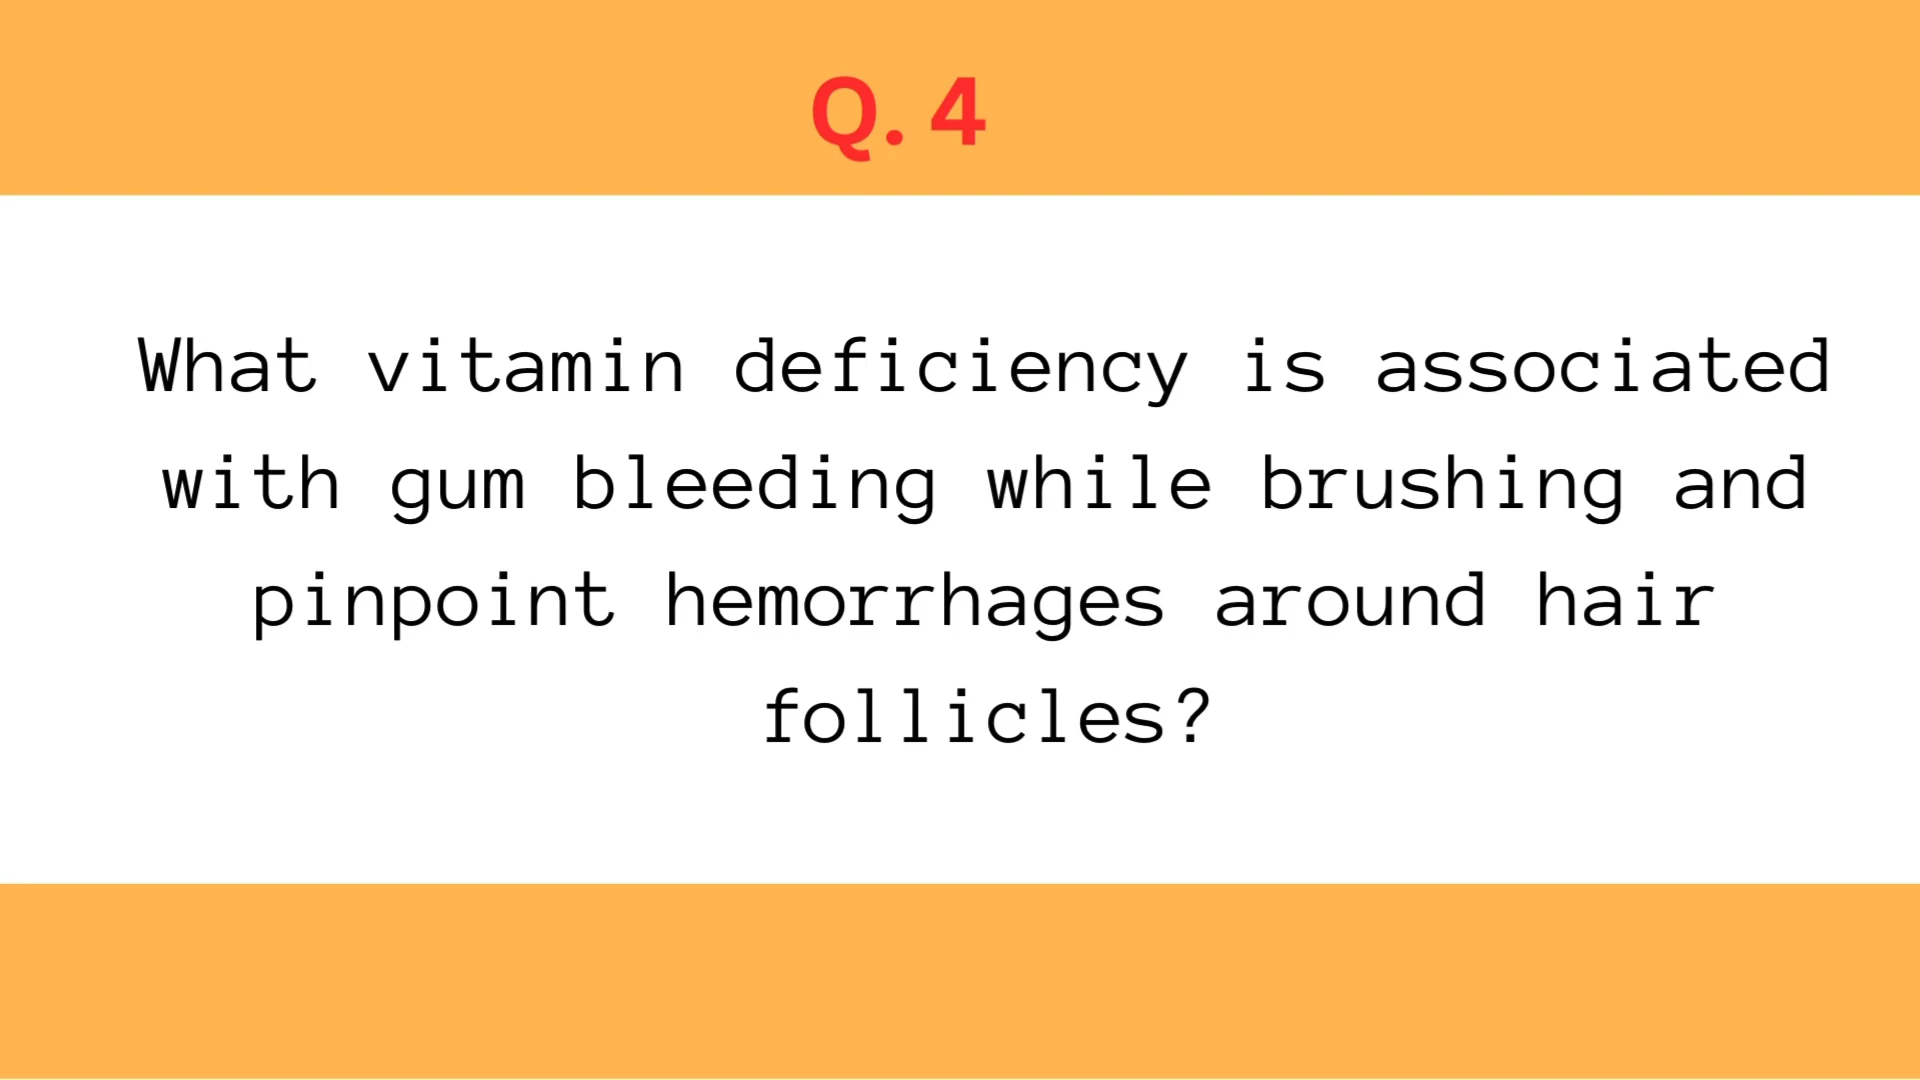 Q. 4
What vitamin deficiency is associated
with gum bleeding while brushing and
pinpoint hemorrhages around hair
follicles?